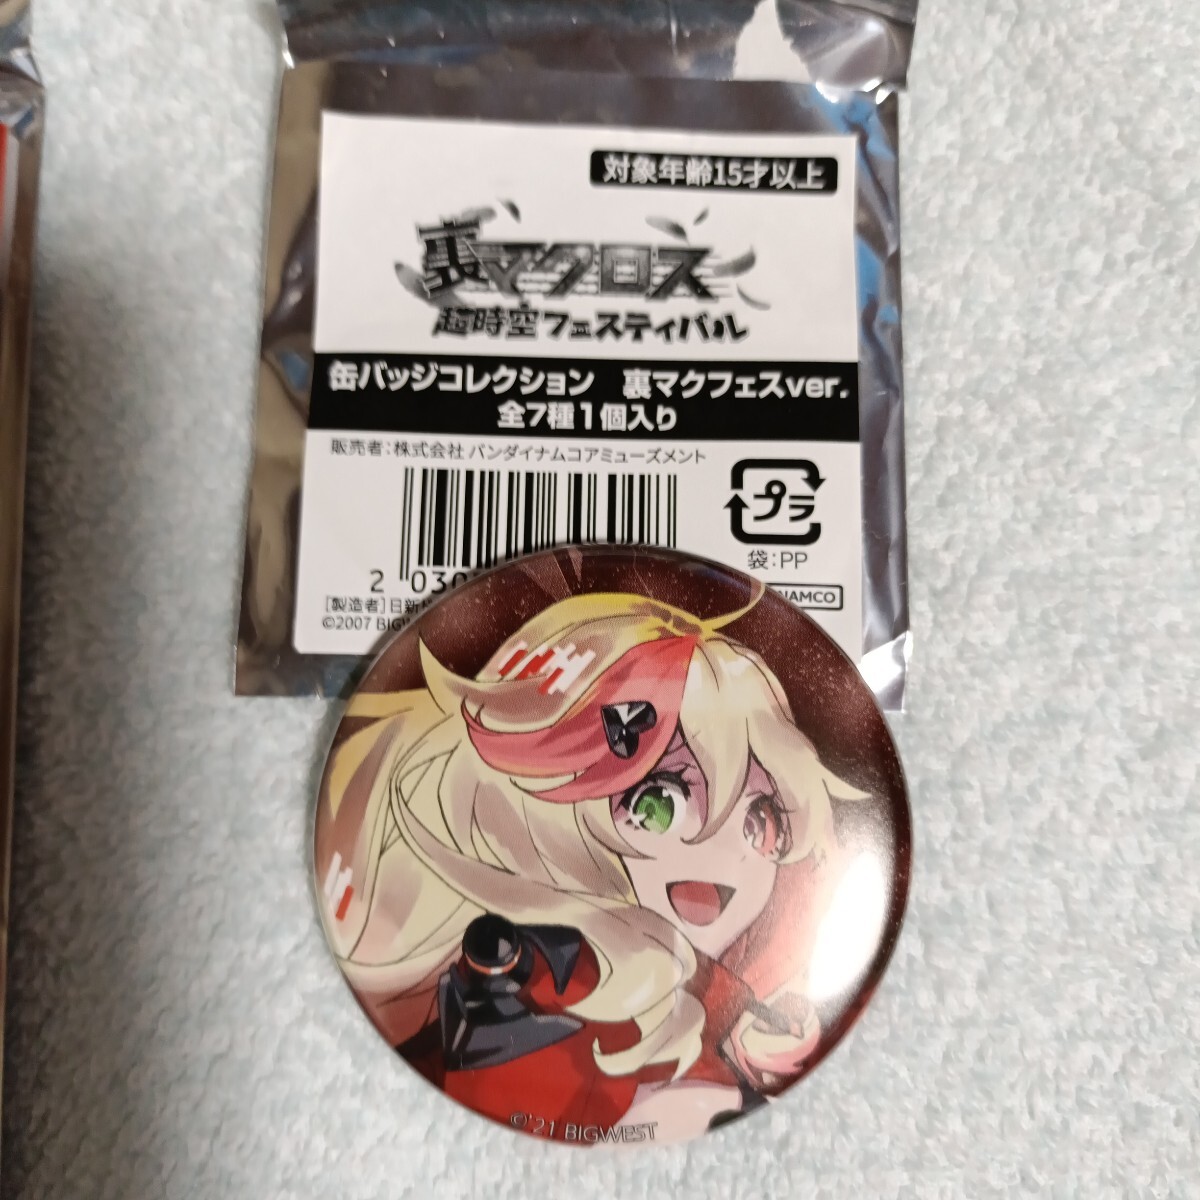 対象年齢15才以上
裏マクロス
超時空フェスティバル
缶バッジコレクション 裏マクフェスver.
全7種1個入り
販売者:株式会社 バンダイナムコアミューズメント
プラ
袋:PP
2 030
NAMCO
[製造者]日新
©2007 BIGW
©'21 BIGWEST